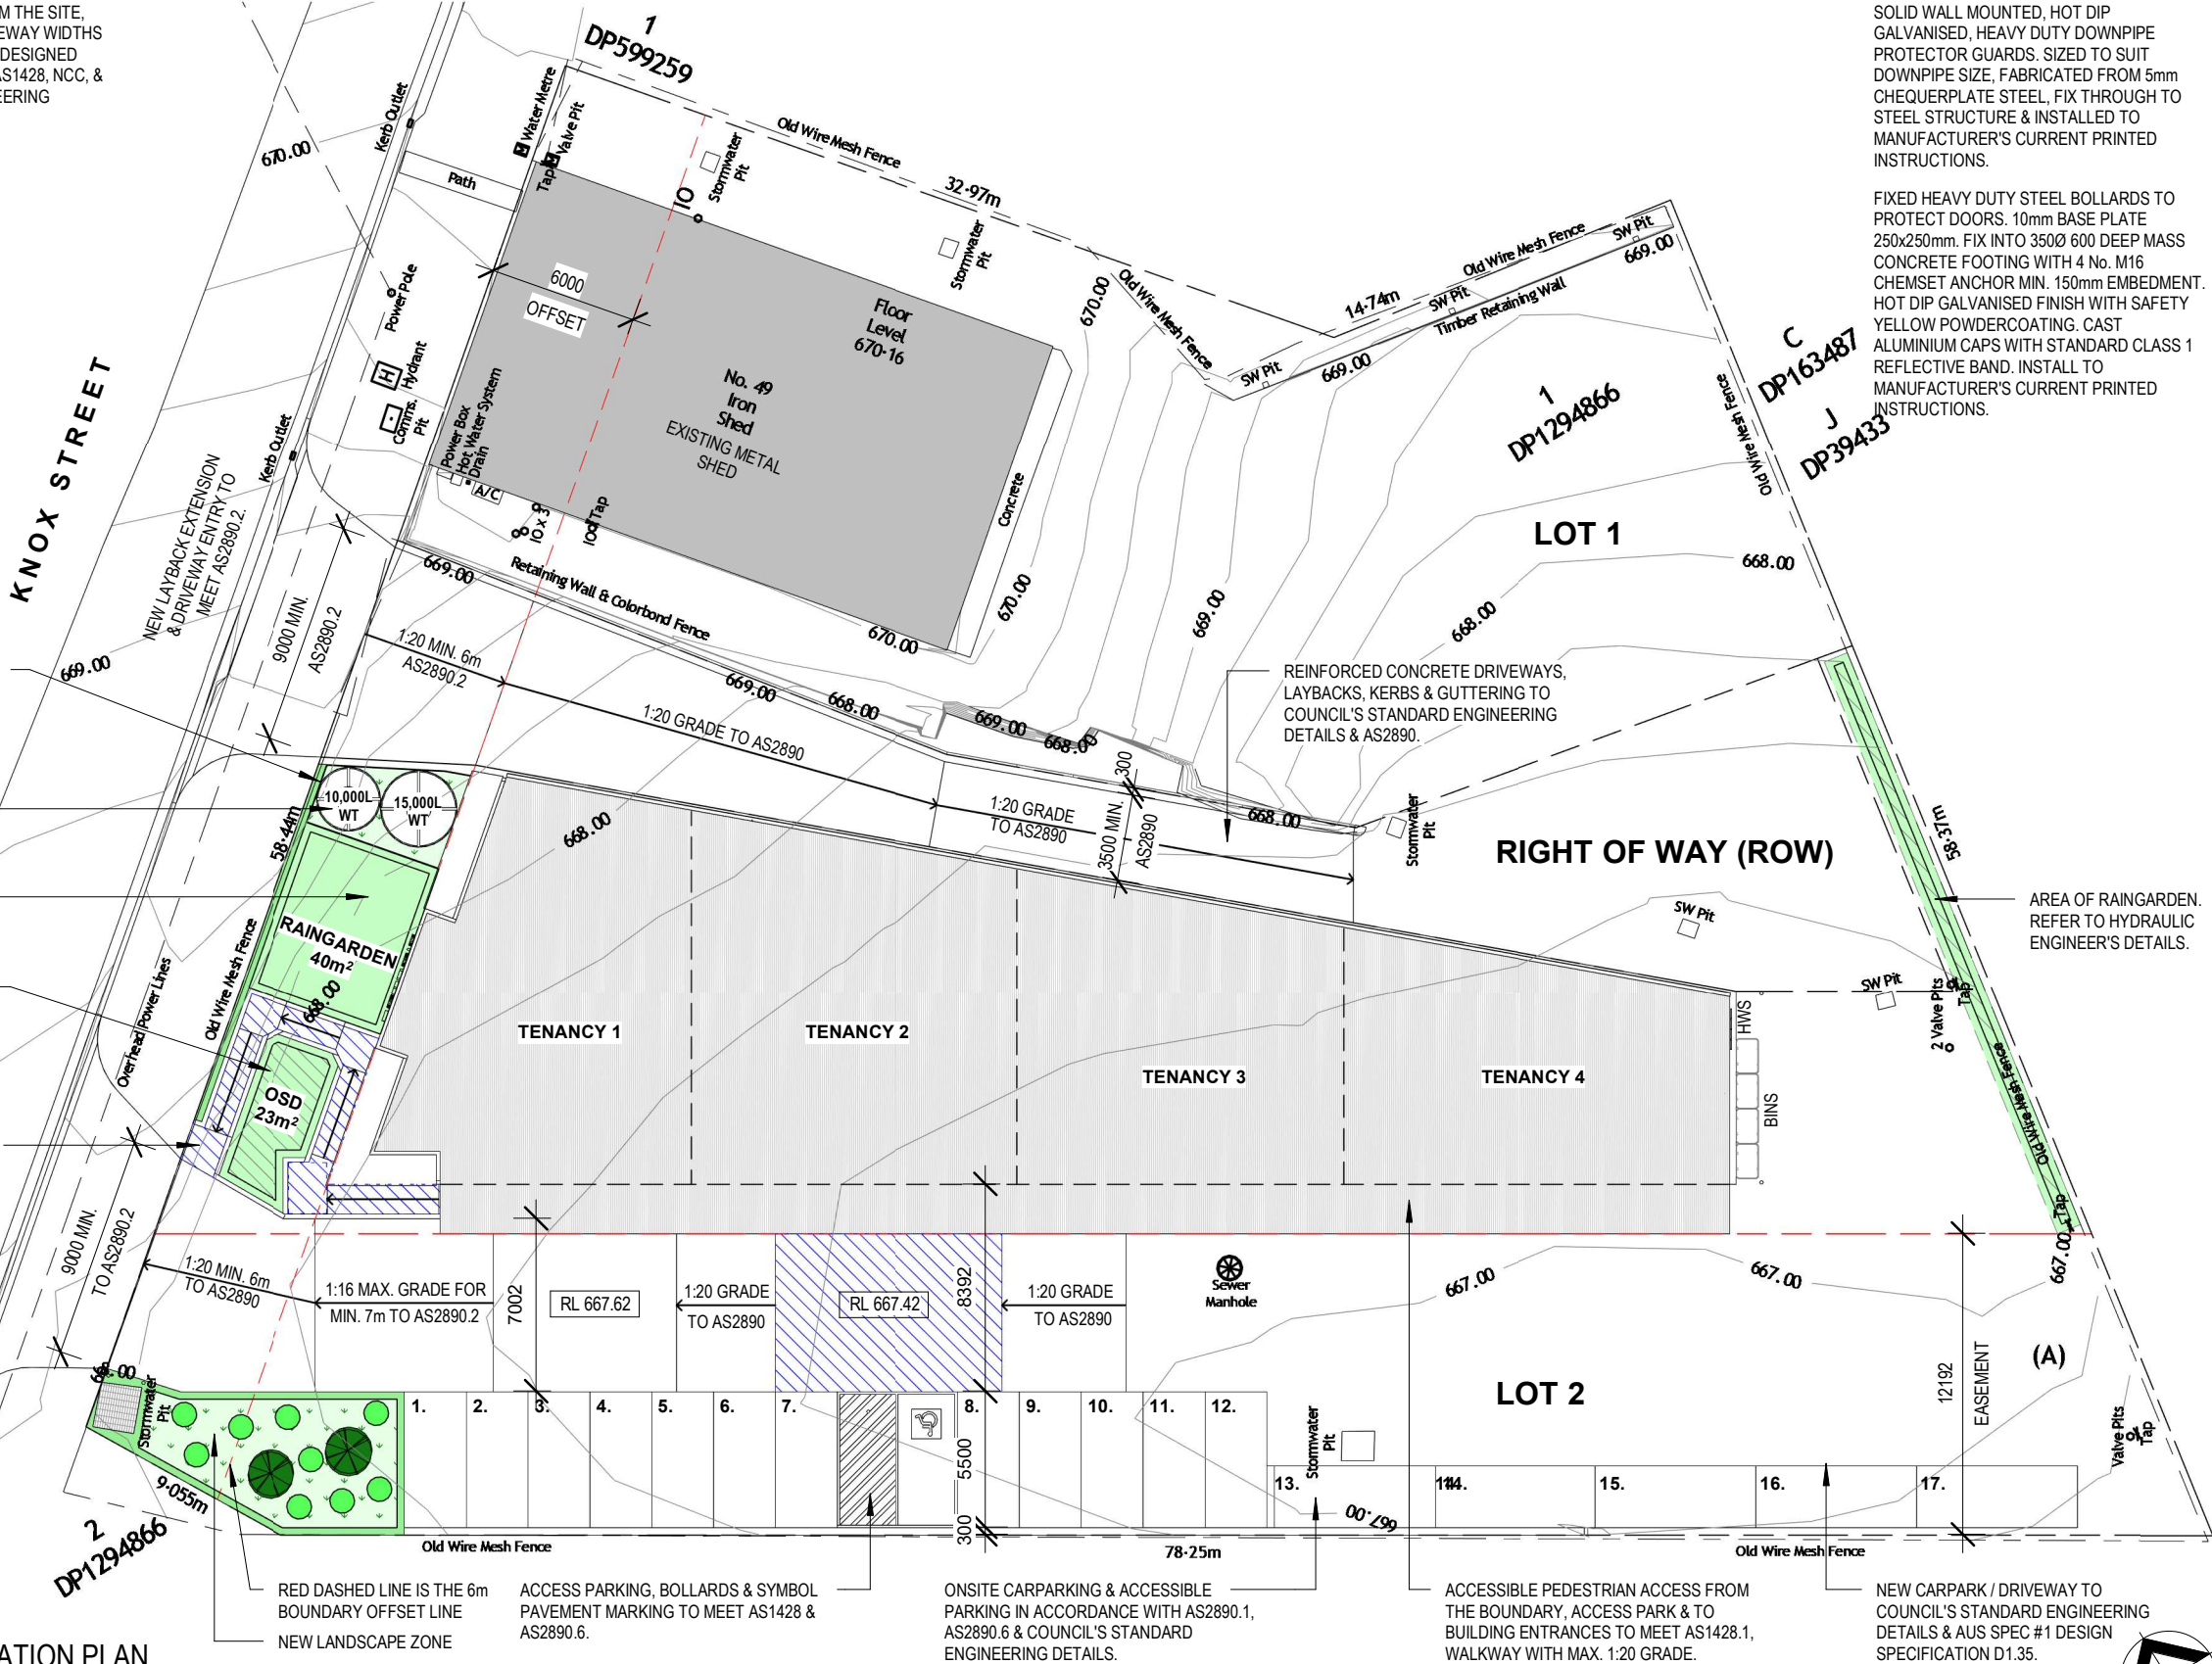 M THE SITE,
EWAY WIDTHS
DESIGNED
AS1428, NCC, &
EERING
SOLID WALL MOUNTED, HOT DIP
GALVANISED, HEAVY DUTY DOWNPIPE
PROTECTOR GUARDS. SIZED TO SUIT
DOWNPIPE SIZE, FABRICATED FROM 5mm
CHEQUERPLATE STEEL, FIX THROUGH TO
STEEL STRUCTURE & INSTALLED TO
MANUFACTURER'S CURRENT PRINTED
INSTRUCTIONS.
FIXED HEAVY DUTY STEEL BOLLARDS TO
PROTECT DOORS. 10mm BASE PLATE
250x250mm. FIX INTO 350Ø 600 DEEP MASS
CONCRETE FOOTING WITH 4 No. M16
CHEMSET ANCHOR MIN. 150mm EMBEDMENT.
HOT DIP GALVANISED FINISH WITH SAFETY
YELLOW POWDERCOATING. CAST
ALUMINIUM CAPS WITH STANDARD CLASS 1
REFLECTIVE BAND. INSTALL TO
MANUFACTURER'S CURRENT PRINTED
INSTRUCTIONS.
1
DP599259
Kerb Outlet
Water Metre
Valve Pit
Tap
Path
670.00
IO
Stormwater
Pit
Old Wire Mesh Fence
32·97m
Stormwater
Pit
Old Wire Mesh Fence
14·74m
Old Wire Mesh Fence
SW Pit
SW Pit
SW Pit
Timber Retaining Wall
669.00
669.00
670.00
C
DP163487
J
DP39433
Old Wire Mesh Fence
Old Wire Mesh Fence
1
DP1294866
LOT 1
668.00
668.00
6000
OFFSET
Floor
Level
670·16
No. 49
Iron
Shed
EXISTING METAL
SHED
Concrete
Power Pole
H
Hydrant
Comms.
Pit
Power Box
Hot Water System
Drain
A/C
IO x 3
IO
Tap
Kerb Outlet
KNOX STREET
NEW LAYBACK EXTENSION
& DRIVEWAY ENTRY TO
MEET AS2890.2.
9000 MIN.
AS2890.2
669.00
669.00
Retaining Wall & Colorbond Fence
670.00
670.00
669.00
669.00
668.00
669.00
668.00
1:20 MIN. 6m
AS2890.2
1:20 GRADE TO AS2890
1:20 GRADE
TO AS2890
300
3500 MIN.
AS2890
668.00
REINFORCED CONCRETE DRIVEWAYS,
LAYBACKS, KERBS & GUTTERING TO
COUNCIL'S STANDARD ENGINEERING
DETAILS & AS2890.
Stormwater
Pit
RIGHT OF WAY (ROW)
58·37m
AREA OF RAINGARDEN.
REFER TO HYDRAULIC
ENGINEER'S DETAILS.
SW Pit
SW Pit
2 Valve Pits
Tap
Old Wire Mesh Fence
Tap
10,000L
WT
15,000L
WT
58·44m
668.00
RAINGARDEN
40m²
668.00
Old Wire Mesh Fence
Overhead Power Lines
OSD
23m²
TENANCY 1
TENANCY 2
TENANCY 3
TENANCY 4
HWS
BINS
9000 MIN.
TO AS2890.2
1:20 MIN. 6m
TO AS2890
1:16 MAX. GRADE FOR
MIN. 7m TO AS2890.2
7002
RL 667.62
1:20 GRADE
TO AS2890
RL 667.42
8392
1:20 GRADE
TO AS2890
Sewer
Manhole
667.00
667.00
667.00
12192
EASEMENT
(A)
LOT 2
Stormwater
Pit
1.
2.
3.
4.
5.
6.
7.
8.
9.
10.
11.
12.
13.
14.
15.
16.
17.
5500
300
Stormwater
Pit
667.00
Valve Pits
Tap
9·055m
2
DP1294866
Old Wire Mesh Fence
78·25m
Old Wire Mesh Fence
RED DASHED LINE IS THE 6m
BOUNDARY OFFSET LINE
NEW LANDSCAPE ZONE
ACCESS PARKING, BOLLARDS & SYMBOL
PAVEMENT MARKING TO MEET AS1428 &
AS2890.6.
ONSITE CARPARKING & ACCESSIBLE
PARKING IN ACCORDANCE WITH AS2890.1,
AS2890.6 & COUNCIL'S STANDARD
ENGINEERING DETAILS.
ACCESSIBLE PEDESTRIAN ACCESS FROM
THE BOUNDARY, ACCESS PARK & TO
BUILDING ENTRANCES TO MEET AS1428.1,
WALKWAY WITH MAX. 1:20 GRADE.
NEW CARPARK / DRIVEWAY TO
COUNCIL'S STANDARD ENGINEERING
DETAILS & AUS SPEC #1 DESIGN
SPECIFICATION D1.35.
ATION PLAN